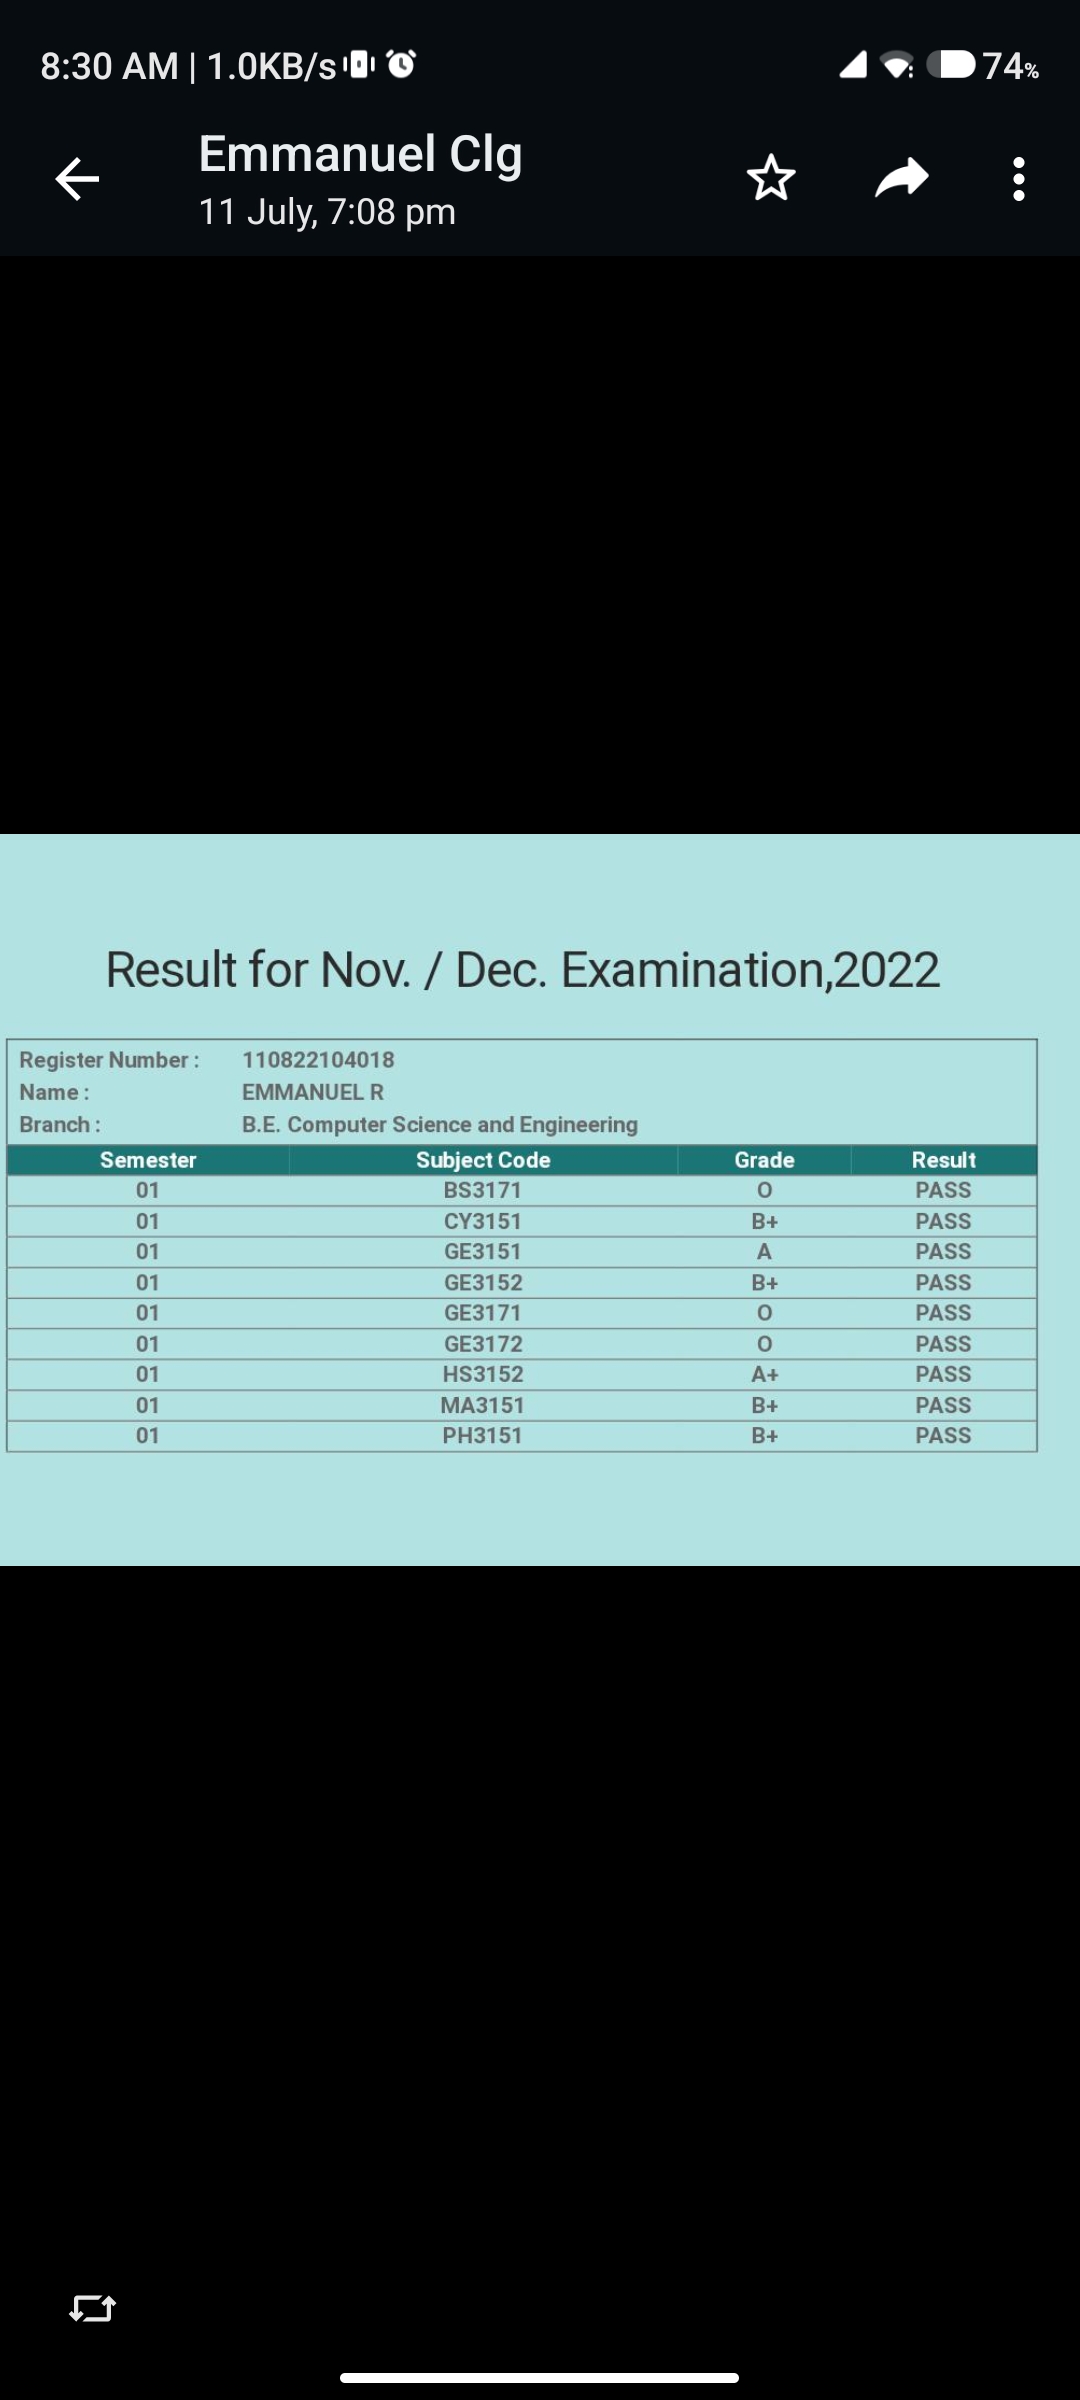 8:30 AM | 1.0KB/s 74%
Emmanuel Clg
11 July, 7:08 pm
Result for Nov. / Dec. Examination,2022
Register Number : 110822104018
Name : EMMANUEL R
Branch : B.E. Computer Science and Engineering
Semester Subject Code Grade Result
01 BS3171 O PASS
01 CY3151 B+ PASS
01 GE3151 A PASS
01 GE3152 B+ PASS
01 GE3171 O PASS
01 GE3172 O PASS
01 HS3152 A+ PASS
01 MA3151 B+ PASS
01 PH3151 B+ PASS